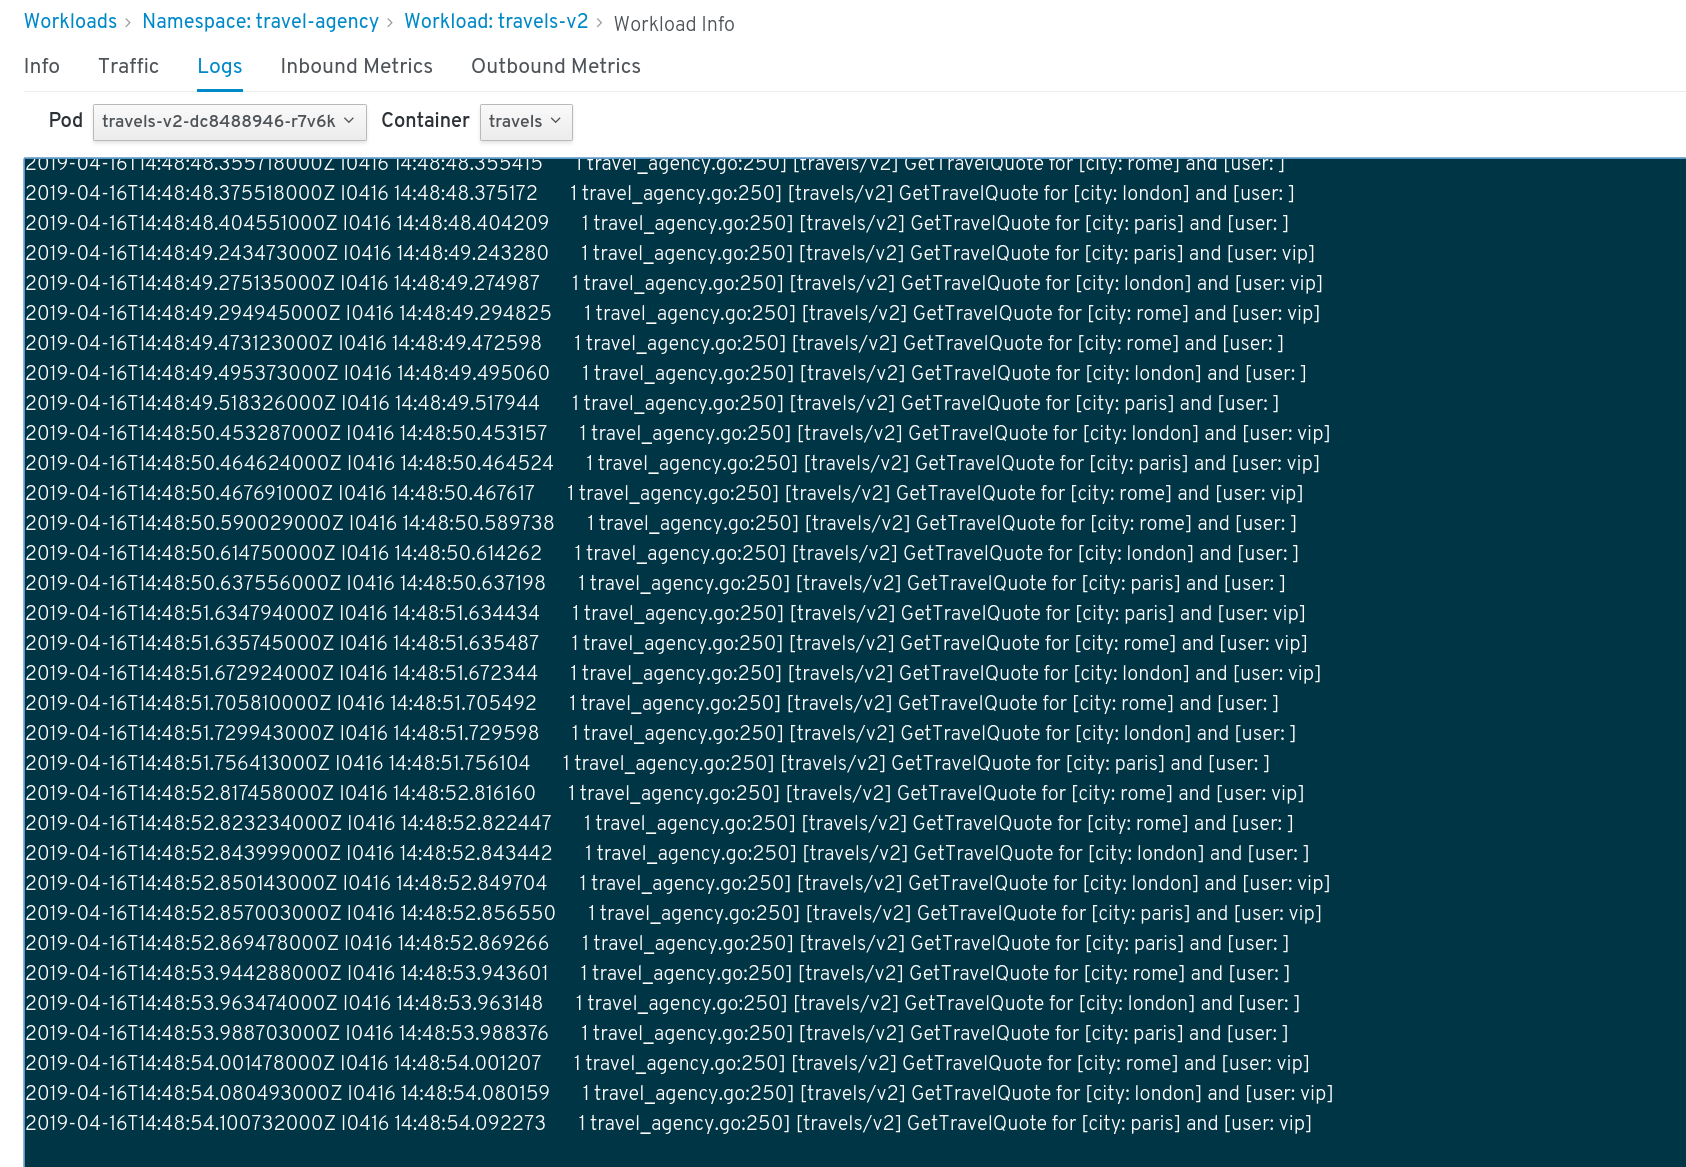 Workloads > Namespace: travel-agency > Workload: travels-v2 > Workload Info
Info Traffic Logs Inbound Metrics Outbound Metrics
Pod travels-v2-dc8488946-r7v6k Container travels
2019-04-16T14:48:48.355718000Z I0416 14:48:48.355415 1 travel_agency.go:250] [travels/v2] GetTravelQuote for [city: rome] and [user: ]
2019-04-16T14:48:48.375518000Z I0416 14:48:48.375172 1 travel_agency.go:250] [travels/v2] GetTravelQuote for [city: london] and [user: ]
2019-04-16T14:48:48.404551000Z I0416 14:48:48.404209 1 travel_agency.go:250] [travels/v2] GetTravelQuote for [city: paris] and [user: ]
2019-04-16T14:48:49.243473000Z I0416 14:48:49.243280 1 travel_agency.go:250] [travels/v2] GetTravelQuote for [city: paris] and [user: vip]
2019-04-16T14:48:49.275135000Z I0416 14:48:49.274987 1 travel_agency.go:250] [travels/v2] GetTravelQuote for [city: london] and [user: vip]
2019-04-16T14:48:49.294945000Z I0416 14:48:49.294825 1 travel_agency.go:250] [travels/v2] GetTravelQuote for [city: rome] and [user: vip]
2019-04-16T14:48:49.473123000Z I0416 14:48:49.472598 1 travel_agency.go:250] [travels/v2] GetTravelQuote for [city: rome] and [user: ]
2019-04-16T14:48:49.495373000Z I0416 14:48:49.495060 1 travel_agency.go:250] [travels/v2] GetTravelQuote for [city: london] and [user: ]
2019-04-16T14:48:49.518326000Z I0416 14:48:49.517944 1 travel_agency.go:250] [travels/v2] GetTravelQuote for [city: paris] and [user: ]
2019-04-16T14:48:50.453287000Z I0416 14:48:50.453157 1 travel_agency.go:250] [travels/v2] GetTravelQuote for [city: london] and [user: vip]
2019-04-16T14:48:50.464624000Z I0416 14:48:50.464524 1 travel_agency.go:250] [travels/v2] GetTravelQuote for [city: paris] and [user: vip]
2019-04-16T14:48:50.467691000Z I0416 14:48:50.467617 1 travel_agency.go:250] [travels/v2] GetTravelQuote for [city: rome] and [user: vip]
2019-04-16T14:48:50.590029000Z I0416 14:48:50.589738 1 travel_agency.go:250] [travels/v2] GetTravelQuote for [city: rome] and [user: ]
2019-04-16T14:48:50.614750000Z I0416 14:48:50.614262 1 travel_agency.go:250] [travels/v2] GetTravelQuote for [city: london] and [user: ]
2019-04-16T14:48:50.637556000Z I0416 14:48:50.637198 1 travel_agency.go:250] [travels/v2] GetTravelQuote for [city: paris] and [user: ]
2019-04-16T14:48:51.634794000Z I0416 14:48:51.634434 1 travel_agency.go:250] [travels/v2] GetTravelQuote for [city: paris] and [user: vip]
2019-04-16T14:48:51.635745000Z I0416 14:48:51.635487 1 travel_agency.go:250] [travels/v2] GetTravelQuote for [city: rome] and [user: vip]
2019-04-16T14:48:51.672924000Z I0416 14:48:51.672344 1 travel_agency.go:250] [travels/v2] GetTravelQuote for [city: london] and [user: vip]
2019-04-16T14:48:51.705810000Z I0416 14:48:51.705492 1 travel_agency.go:250] [travels/v2] GetTravelQuote for [city: rome] and [user: ]
2019-04-16T14:48:51.729943000Z I0416 14:48:51.729598 1 travel_agency.go:250] [travels/v2] GetTravelQuote for [city: london] and [user: ]
2019-04-16T14:48:51.756413000Z I0416 14:48:51.756104 1 travel_agency.go:250] [travels/v2] GetTravelQuote for [city: paris] and [user: ]
2019-04-16T14:48:52.817458000Z I0416 14:48:52.816160 1 travel_agency.go:250] [travels/v2] GetTravelQuote for [city: rome] and [user: vip]
2019-04-16T14:48:52.823234000Z I0416 14:48:52.822447 1 travel_agency.go:250] [travels/v2] GetTravelQuote for [city: rome] and [user: ]
2019-04-16T14:48:52.843999000Z I0416 14:48:52.843442 1 travel_agency.go:250] [travels/v2] GetTravelQuote for [city: london] and [user: ]
2019-04-16T14:48:52.850143000Z I0416 14:48:52.849704 1 travel_agency.go:250] [travels/v2] GetTravelQuote for [city: london] and [user: vip]
2019-04-16T14:48:52.857003000Z I0416 14:48:52.856550 1 travel_agency.go:250] [travels/v2] GetTravelQuote for [city: paris] and [user: vip]
2019-04-16T14:48:52.869478000Z I0416 14:48:52.869266 1 travel_agency.go:250] [travels/v2] GetTravelQuote for [city: paris] and [user: ]
2019-04-16T14:48:53.944288000Z I0416 14:48:53.943601 1 travel_agency.go:250] [travels/v2] GetTravelQuote for [city: rome] and [user: ]
2019-04-16T14:48:53.963474000Z I0416 14:48:53.963148 1 travel_agency.go:250] [travels/v2] GetTravelQuote for [city: london] and [user: ]
2019-04-16T14:48:53.988703000Z I0416 14:48:53.988376 1 travel_agency.go:250] [travels/v2] GetTravelQuote for [city: paris] and [user: ]
2019-04-16T14:48:54.001478000Z I0416 14:48:54.001207 1 travel_agency.go:250] [travels/v2] GetTravelQuote for [city: rome] and [user: vip]
2019-04-16T14:48:54.080493000Z I0416 14:48:54.080159 1 travel_agency.go:250] [travels/v2] GetTravelQuote for [city: london] and [user: vip]
2019-04-16T14:48:54.100732000Z I0416 14:48:54.092273 1 travel_agency.go:250] [travels/v2] GetTravelQuote for [city: paris] and [user: vip]